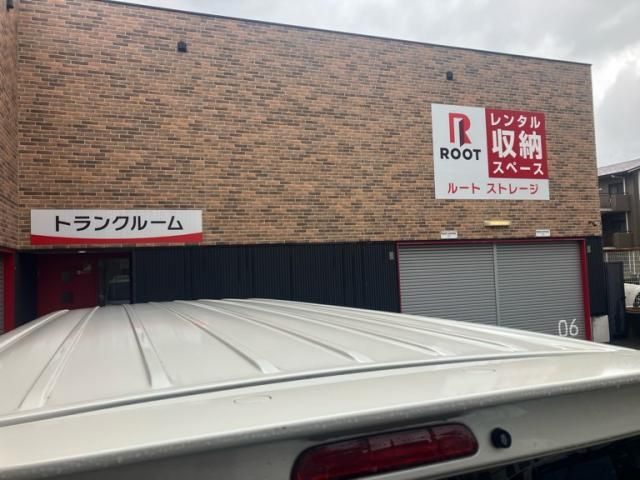 トランクルーム
ROOT
レンタル
収納
スペース
ルート ストレージ
06